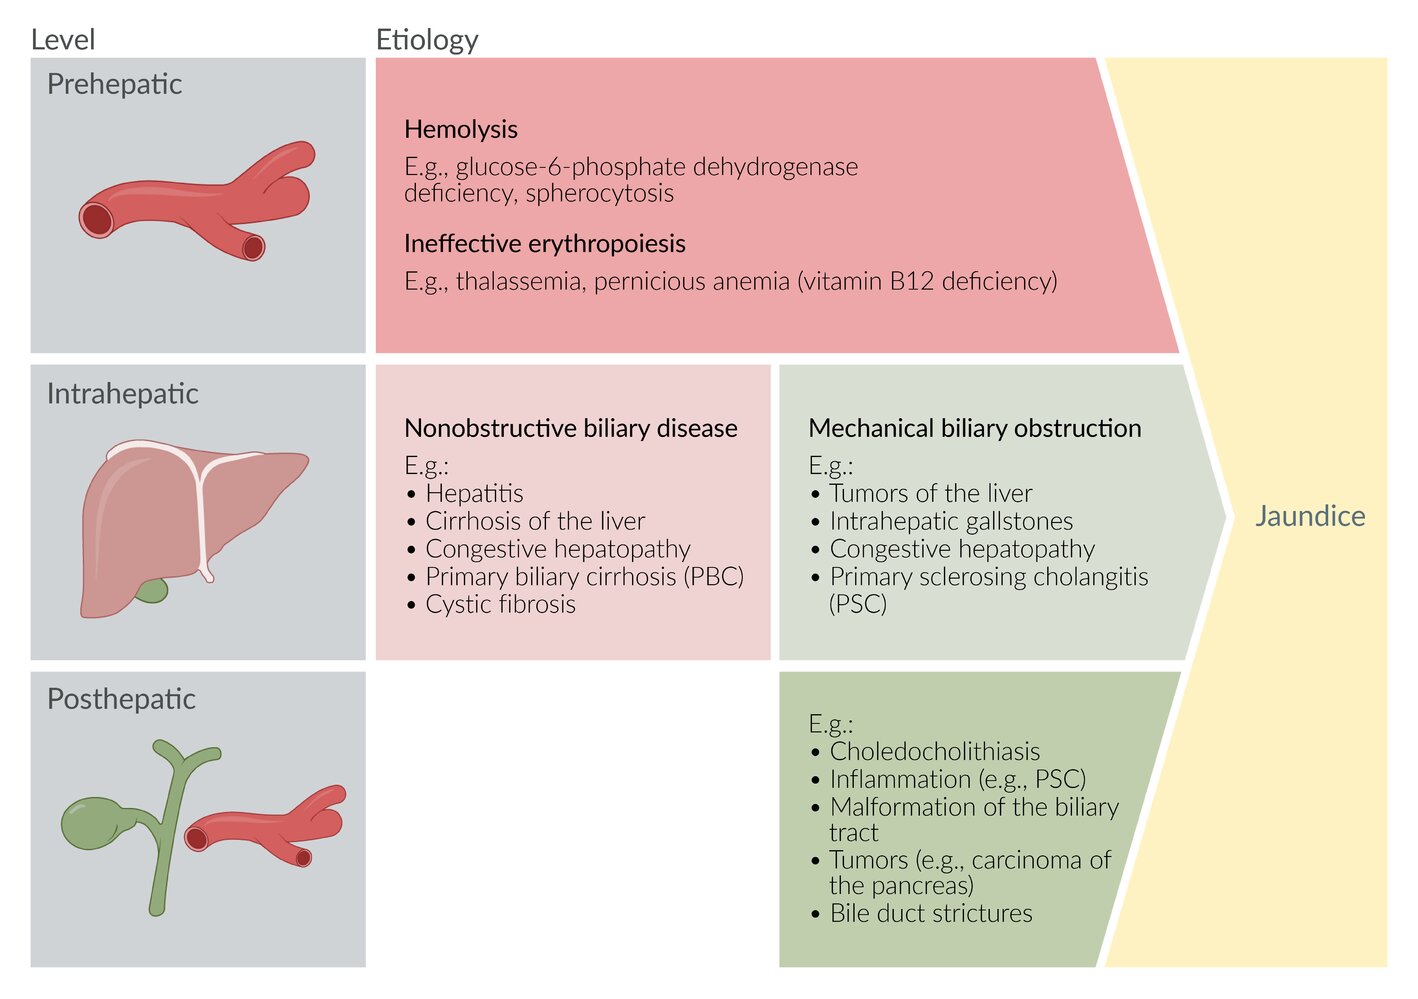 Level
Etiology
Prehepatic
Hemolysis
E.g., glucose-6-phosphate dehydrogenase
deficiency, spherocytosis
Ineffective erythropoiesis
E.g., thalassemia, pernicious anemia (vitamin B12 deficiency)
Intrahepatic
Nonobstructive biliary disease
E.g.:
• Hepatitis
• Cirrhosis of the liver
• Congestive hepatopathy
• Primary biliary cirrhosis (PBC)
• Cystic fibrosis
Mechanical biliary obstruction
E.g.:
• Tumors of the liver
• Intrahepatic gallstones
• Congestive hepatopathy
• Primary sclerosing cholangitis
(PSC)
Jaundice
Posthepatic
E.g.:
• Choledocholithiasis
• Inflammation (e.g., PSC)
• Malformation of the biliary
tract
• Tumors (e.g., carcinoma of
the pancreas)
• Bile duct strictures